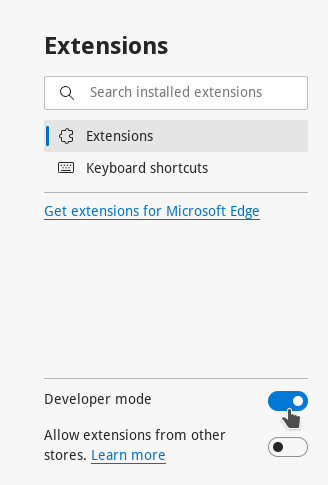 Extensions
Search installed extensions
Extensions
Keyboard shortcuts
Get extensions for Microsoft Edge
Developer mode
Allow extensions from other
stores. Learn more